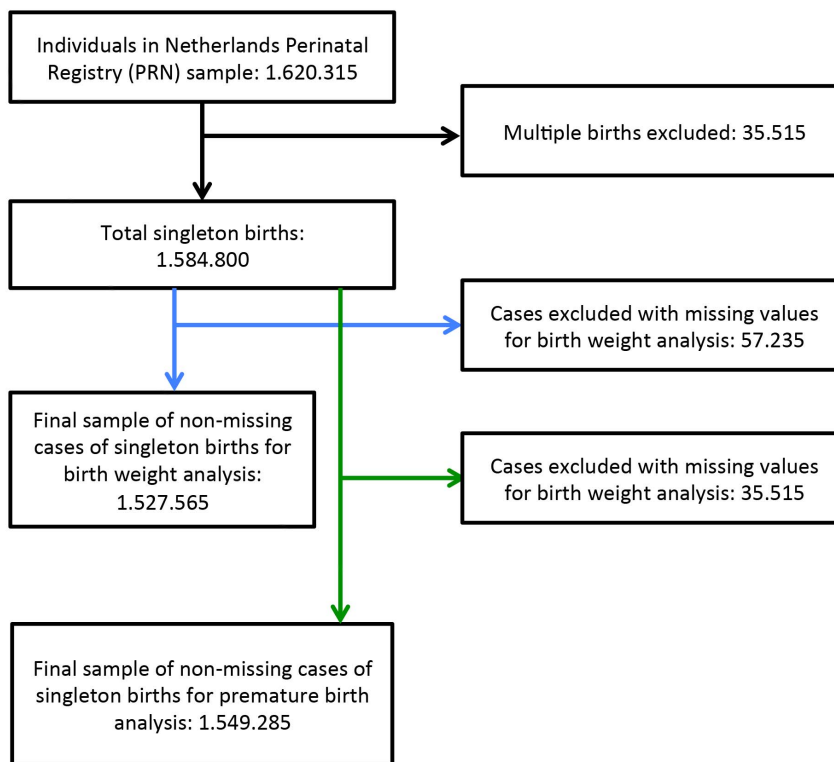 Individuals in Netherlands Perinatal
Registry (PRN) sample: 1.620.315
Multiple births excluded: 35.515
Total singleton births:
1.584.800
Cases excluded with missing values
for birth weight analysis: 57.235
Final sample of non-missing
cases of singleton births for
birth weight analysis:
1.527.565
Cases excluded with missing values
for birth weight analysis: 35.515
Final sample of non-missing cases of
singleton births for premature birth
analysis: 1.549.285